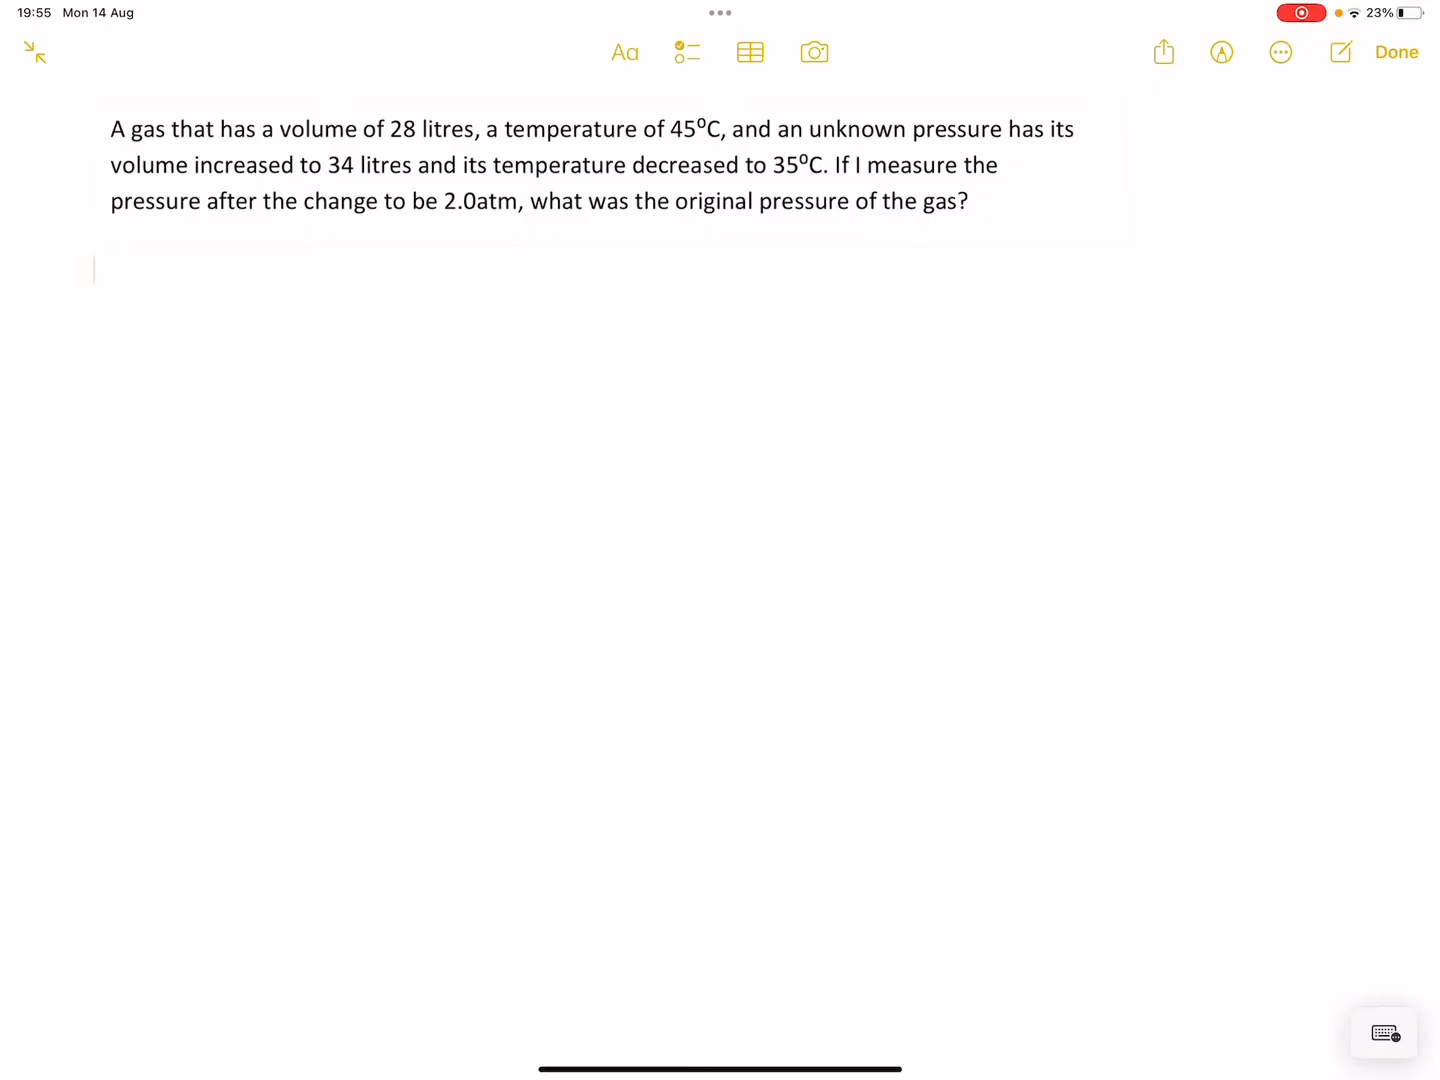 19:55 Mon 14 Aug
23%
Aa
Done
A gas that has a volume of 28 litres, a temperature of 45⁰C, and an unknown pressure has its
volume increased to 34 litres and its temperature decreased to 35⁰C. If I measure the
pressure after the change to be 2.0atm, what was the original pressure of the gas?